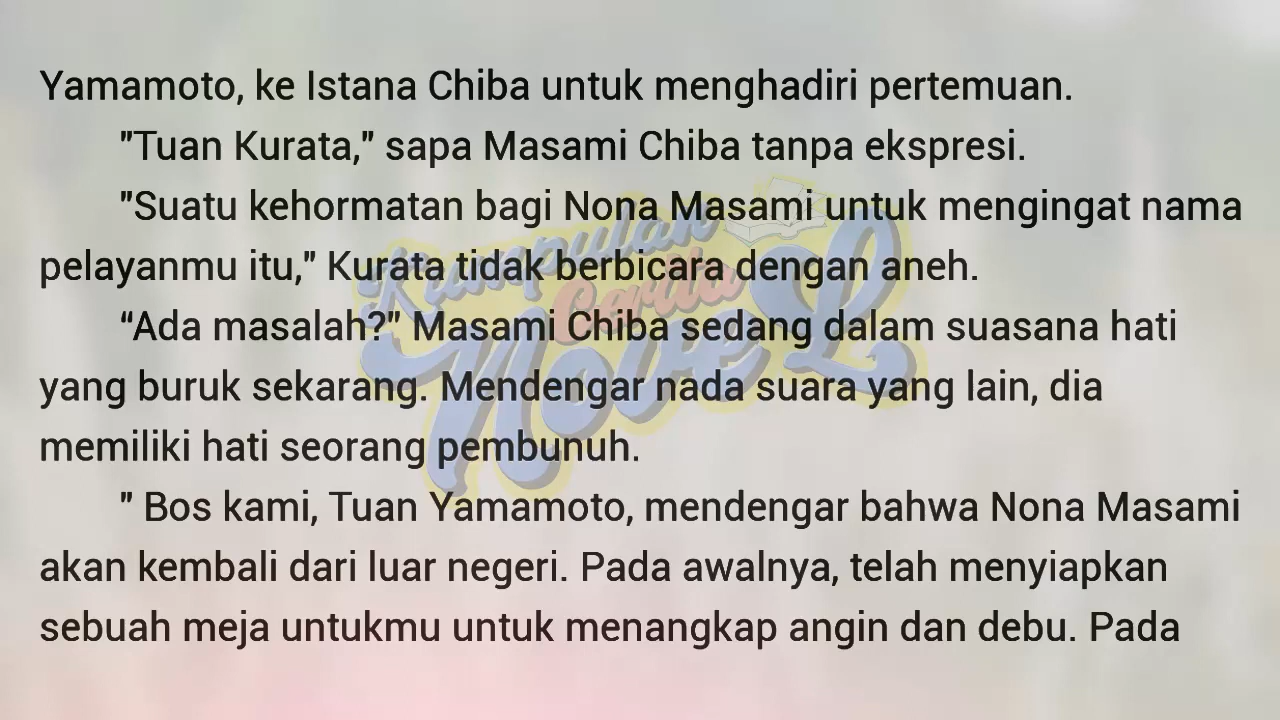 Yamamoto, ke Istana Chiba untuk menghadiri pertemuan.
"Tuan Kurata," sapa Masami Chiba tanpa ekspresi.
"Suatu kehormatan bagi Nona Masami untuk mengingat nama
pelayanmu itu," Kurata tidak berbicara dengan aneh.
“Ada masalah?” Masami Chiba sedang dalam suasana hati
yang buruk sekarang. Mendengar nada suara yang lain, dia
memiliki hati seorang pembunuh.
" Bos kami, Tuan Yamamoto, mendengar bahwa Nona Masami
akan kembali dari luar negeri. Pada awalnya, telah menyiapkan
sebuah meja untukmu untuk menangkap angin dan debu. Pada
Kumpulan
Cerita
NoveL